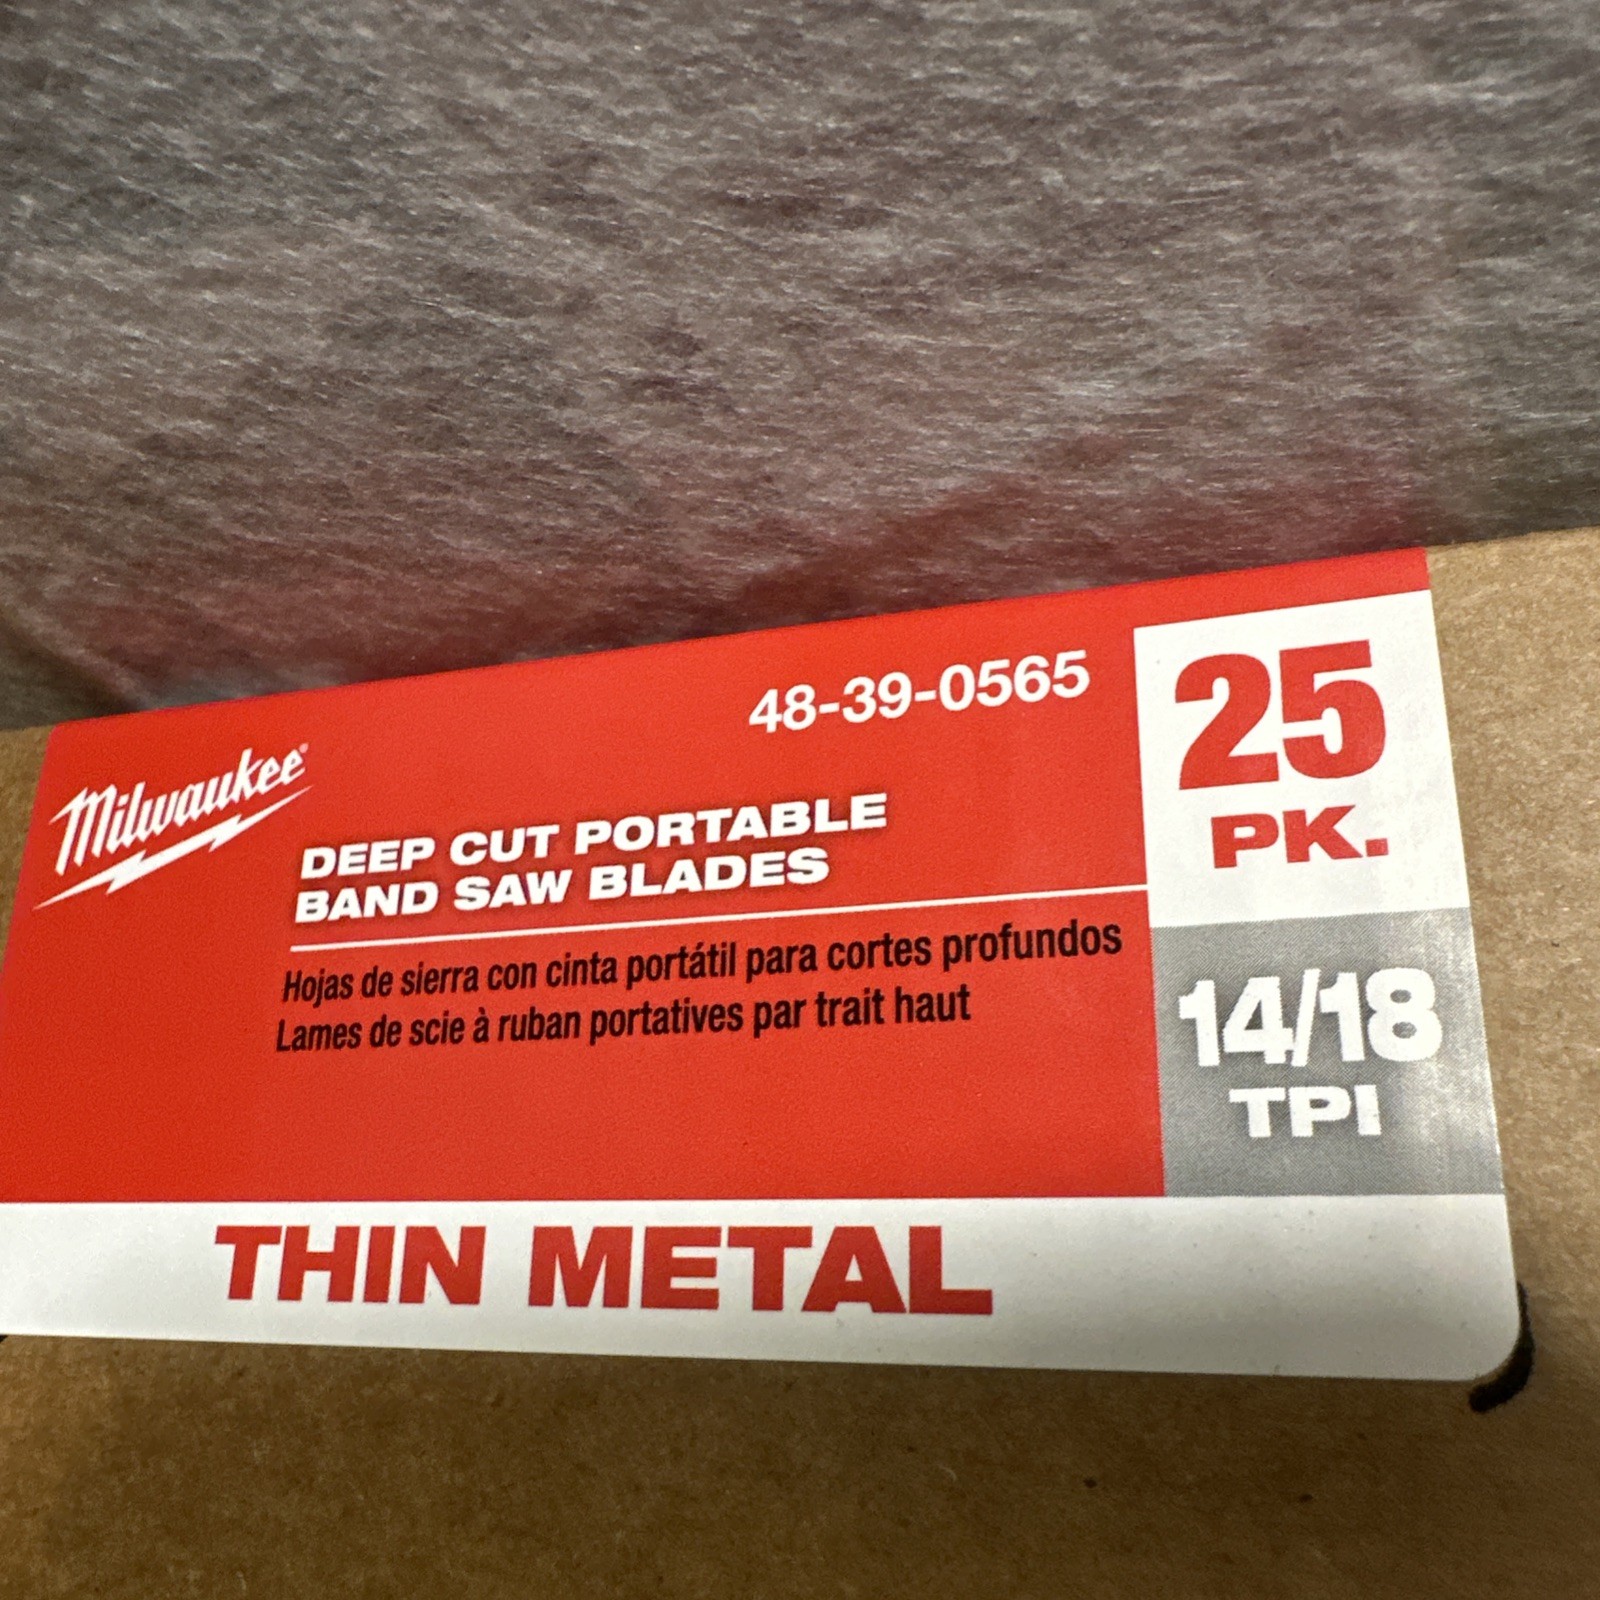 48-39-0565
25
PK.
Milwaukee®
DEEP CUT PORTABLE
BAND SAW BLADES
Hojas de sierra con cinta portátil para cortes profundos
Lames de scie à ruban portatives par trait haut
14/18
TPI
THIN METAL